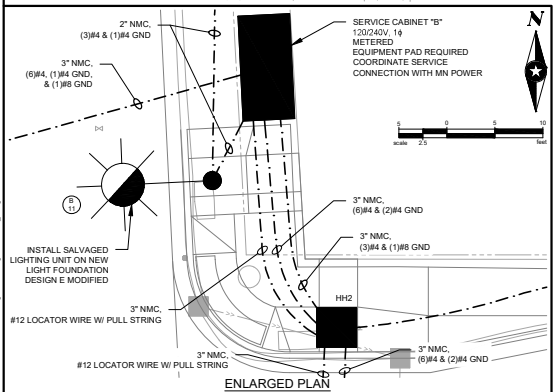 2" NMC,
(3)#4 & (1)#4 GND
SERVICE CABINET "B"
120/240V, 1ϕ
METERED
EQUIPMENT PAD REQUIRED
COORDINATE SERVICE
CONNECTION WITH MN POWER
N
3" NMC,
(6)#4, (1)#4 GND,
& (1)#8 GND
5 0 5 10
scale 2.5 feet
B
11
3" NMC,
(6)#4 & (2)#4 GND
3" NMC,
(3)#4 & (1)#8 GND
INSTALL SALVAGED
LIGHTING UNIT ON NEW
LIGHT FOUNDATION
DESIGN E MODIFIED
HH2
3" NMC,
#12 LOCATOR WIRE W/ PULL STRING
3" NMC,
#12 LOCATOR WIRE W/ PULL STRING
3" NMC,
(6)#4 & (2)#4 GND
ENLARGED PLAN